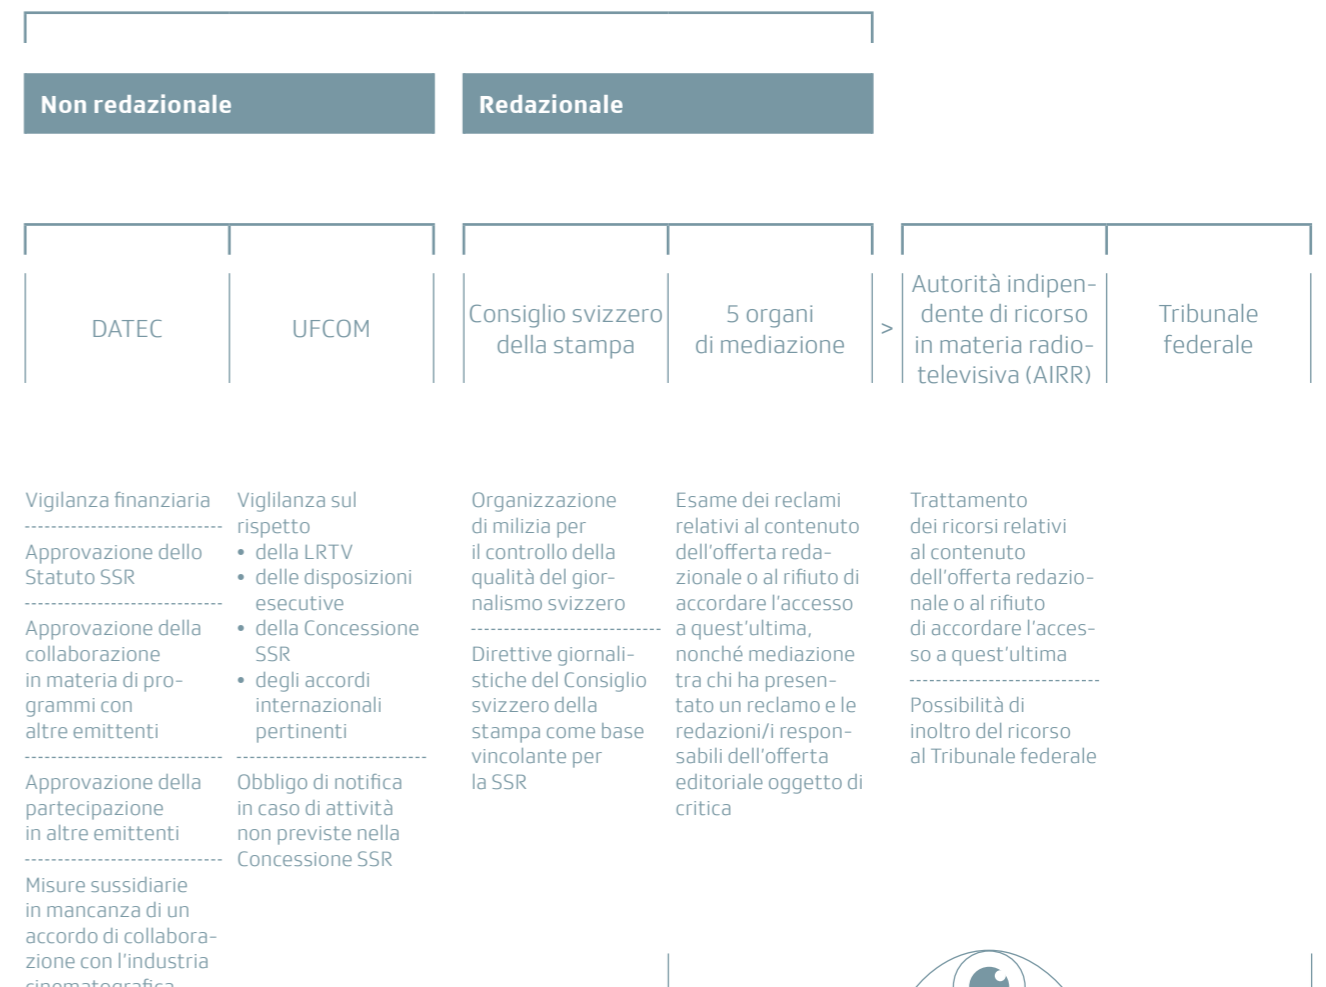 Non redazionale
Redazionale
DATEC
UFCOM
Consiglio svizzero
della stampa
5 organi
di mediazione
>
Autorità indipen-
dente di ricorso
in materia radio-
televisiva (AIRR)
Tribunale
federale
Vigilanza finanziaria
Approvazione dello
Statuto SSR
Approvazione della
collaborazione
in materia di pro-
grammi con
altre emittenti
Approvazione della
partecipazione
in altre emittenti
Misure sussidiarie
in mancanza di un
accordo di collabora-
zione con l'industria
cinematografica
Viglilanza sul
rispetto
• della LRTV
• delle disposizioni
esecutive
• della Concessione
SSR
• degli accordi
internazionali
pertinenti
Obbligo di notifica
in caso di attività
non previste nella
Concessione SSR
Organizzazione
di milizia per
il controllo della
qualità del gior-
nalismo svizzero
Direttive giornali-
stiche del Consiglio
svizzero della
stampa come base
vincolante per
la SSR
Esame dei reclami
relativi al contenuto
dell'offerta reda-
zionale o al rifiuto di
accordare l'accesso
a quest'ultima,
nonché mediazione
tra chi ha presen-
tato un reclamo e le
redazioni/i respon-
sabili dell'offerta
editoriale oggetto di
critica
Trattamento
dei ricorsi relativi
al contenuto
dell'offerta redazio-
nale o al rifiuto
di accordare l'acces-
so a quest'ultima
Possibilità di
inoltro del ricorso
al Tribunale federale